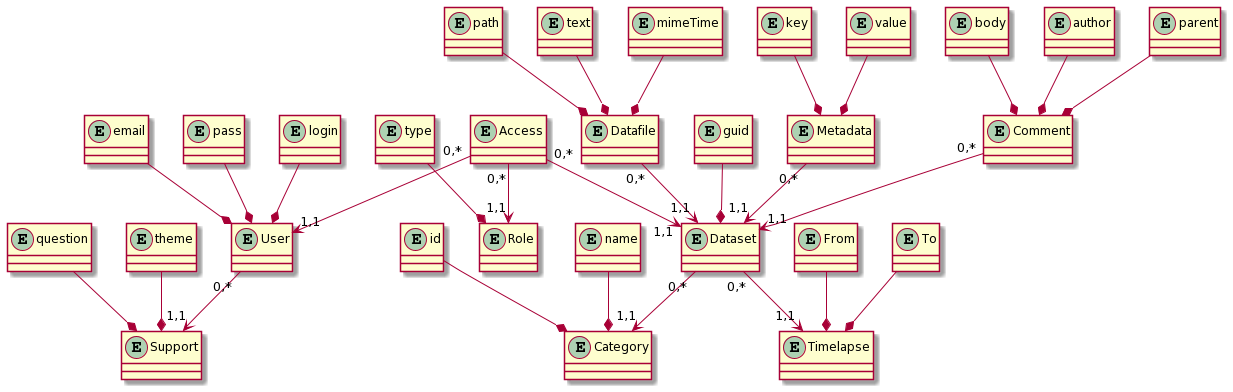 E path
E text
E mimeTime
E key
E value
E body
E author
E parent
E email
E pass
E login
E type
E Access
E Datafile
E guid
E Metadata
E Comment
0,*
0,*
0,*
0,*
0,*
0,*
1,1
1,1
1,1
1,1
1,1
1,1
1,1
E question
E theme
E User
E id
E Role
E name
E Dataset
E From
E To
0,*
0,*
0,*
1,1
1,1
1,1
E Support
E Category
E Timelapse